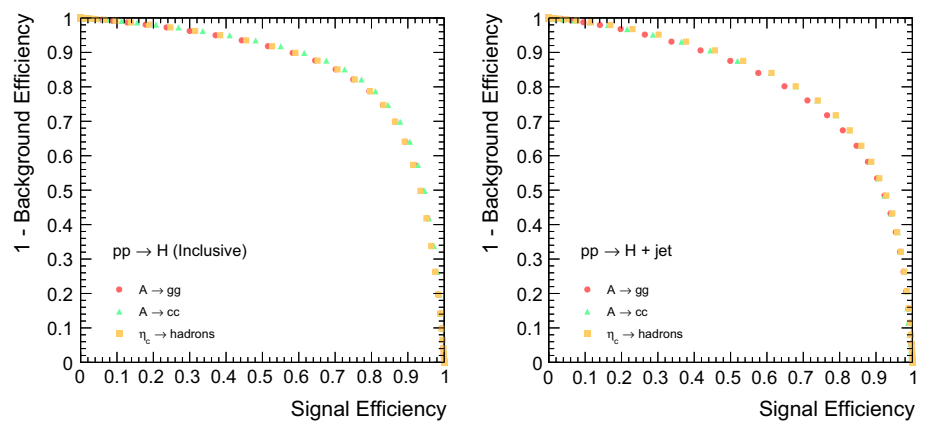 1 - Background Efficiency
1
0.9
0.8
0.7
0.6
0.5
0.4
0.3
0.2
0.1
0
pp → H (Inclusive)
A → gg
A → cc
η_c → hadrons
0 0.1 0.2 0.3 0.4 0.5 0.6 0.7 0.8 0.9 1
Signal Efficiency
1 - Background Efficiency
1
0.9
0.8
0.7
0.6
0.5
0.4
0.3
0.2
0.1
0
pp → H + jet
A → gg
A → cc
η_c → hadrons
0 0.1 0.2 0.3 0.4 0.5 0.6 0.7 0.8 0.9 1
Signal Efficiency